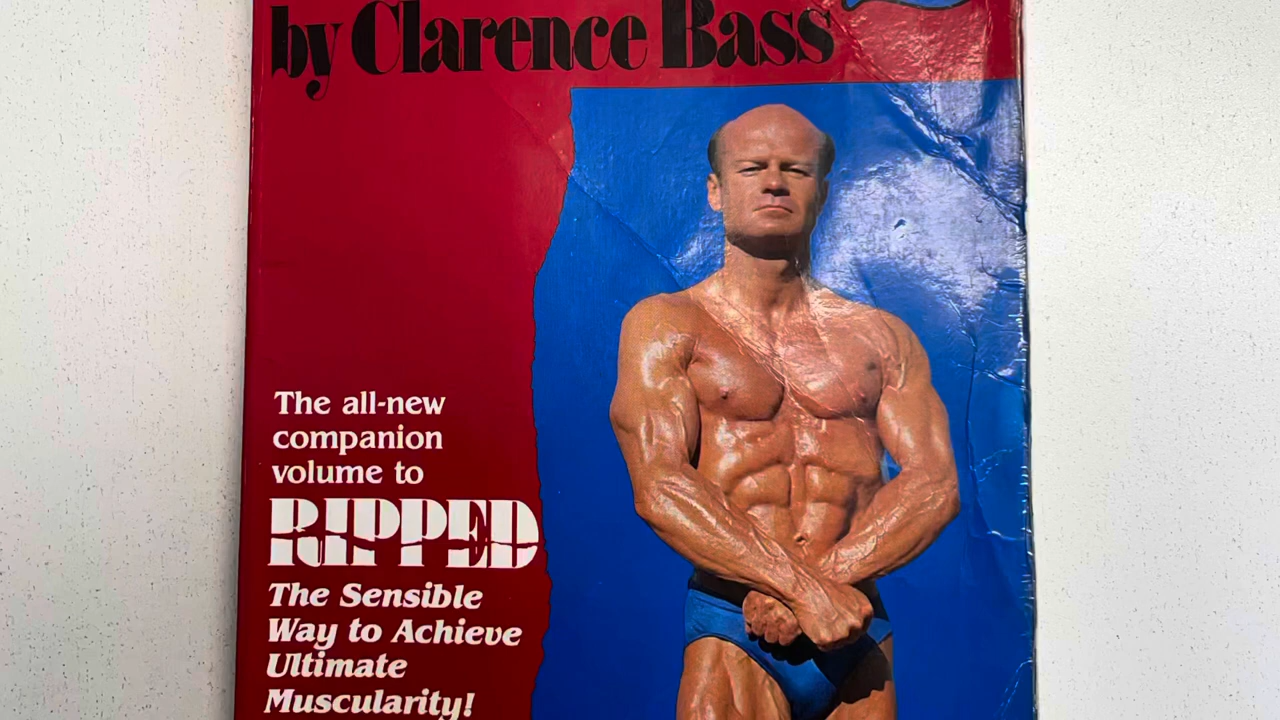 by Clarence Bass
The all-new
companion
volume to
RIPPED
The Sensible
Way to Achieve
Ultimate
Muscularity!